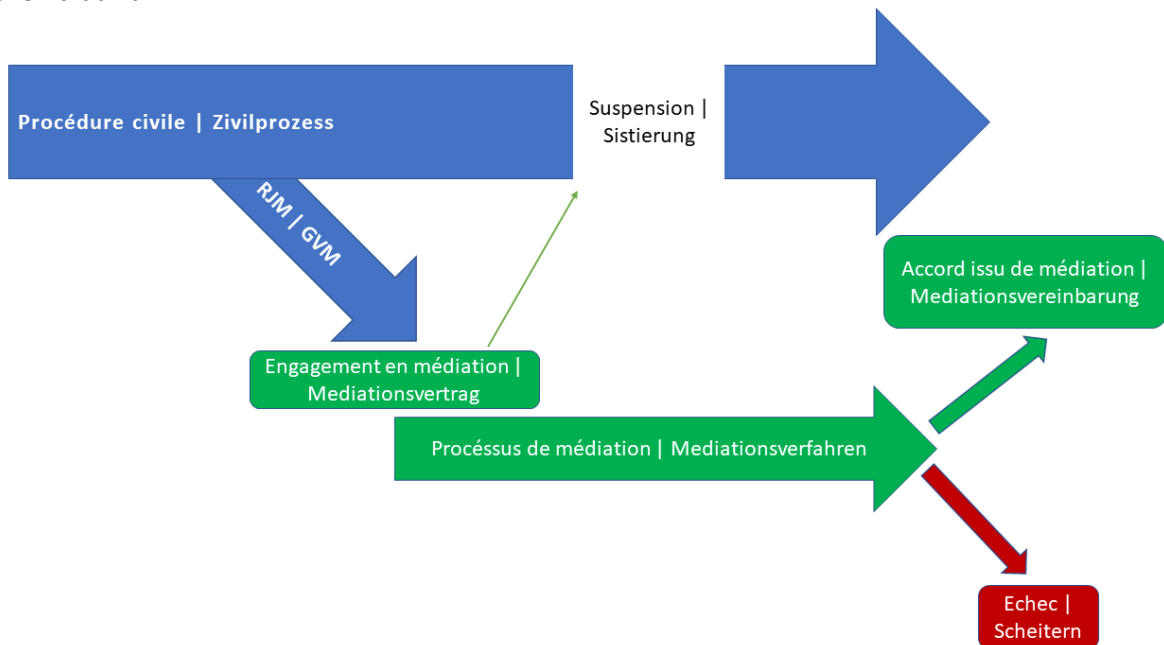 Procédure civile | Zivilprozess
Suspension |
Sistierung
RJM | GVM
Accord issu de médiation |
Mediationsvereinbarung
Engagement en médiation |
Mediationsvertrag
Procéssus de médiation | Mediationsverfahren
Echec |
Scheitern